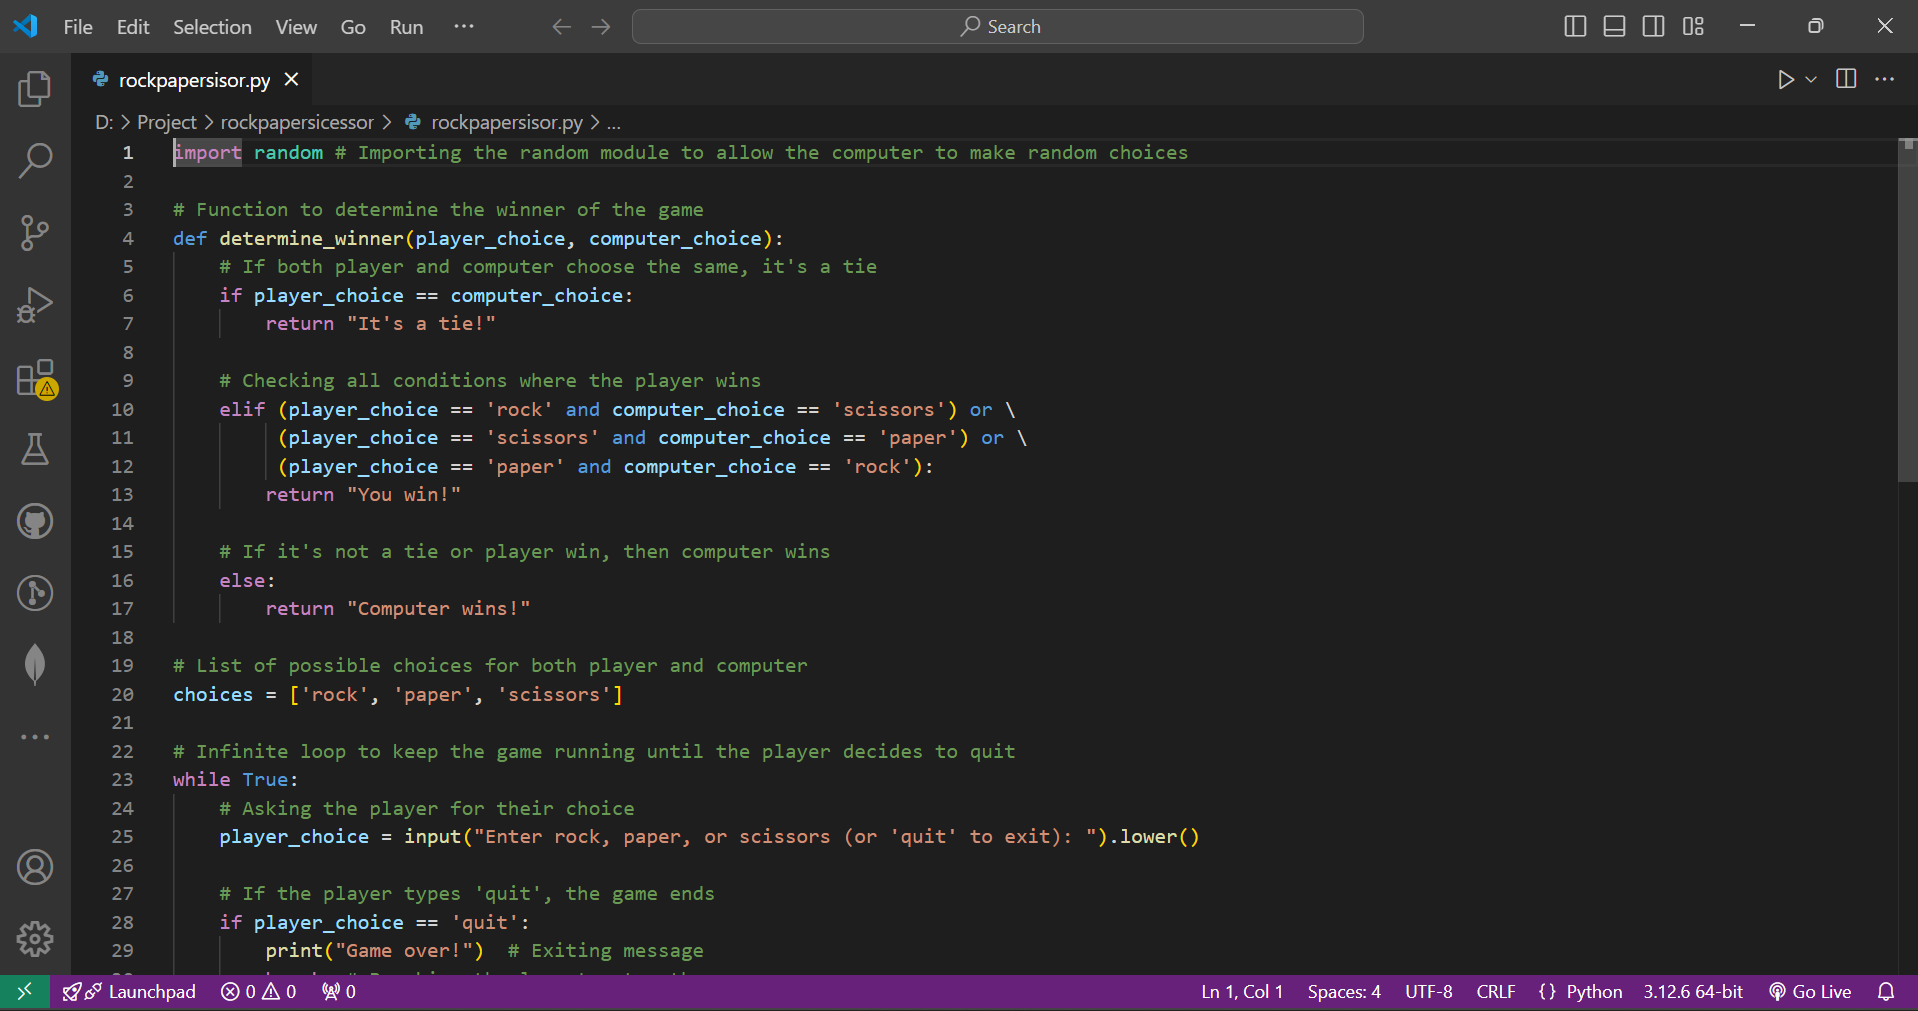 File Edit Selection View Go Run ··· Search
rockpapersisor.py
D: > Project > rockpapersicessor > rockpapersisor.py > ...
1 import random # Importing the random module to allow the computer to make random choices
2
3 # Function to determine the winner of the game
4 def determine_winner(player_choice, computer_choice):
5     # If both player and computer choose the same, it's a tie
6     if player_choice == computer_choice:
7         return "It's a tie!"
8
9     # Checking all conditions where the player wins
10     elif (player_choice == 'rock' and computer_choice == 'scissors') or \
11          (player_choice == 'scissors' and computer_choice == 'paper') or \
12          (player_choice == 'paper' and computer_choice == 'rock'):
13         return "You win!"
14
15     # If it's not a tie or player win, then computer wins
16     else:
17         return "Computer wins!"
18
19 # List of possible choices for both player and computer
20 choices = ['rock', 'paper', 'scissors']
21
22 # Infinite loop to keep the game running until the player decides to quit
23 while True:
24     # Asking the player for their choice
25     player_choice = input("Enter rock, paper, or scissors (or 'quit' to exit): ").lower()
26
27     # If the player types 'quit', the game ends
28     if player_choice == 'quit':
29         print("Game over!")  # Exiting message
Launchpad 0 0 0 Ln 1, Col 1 Spaces: 4 UTF-8 CRLF {} Python 3.12.6 64-bit Go Live